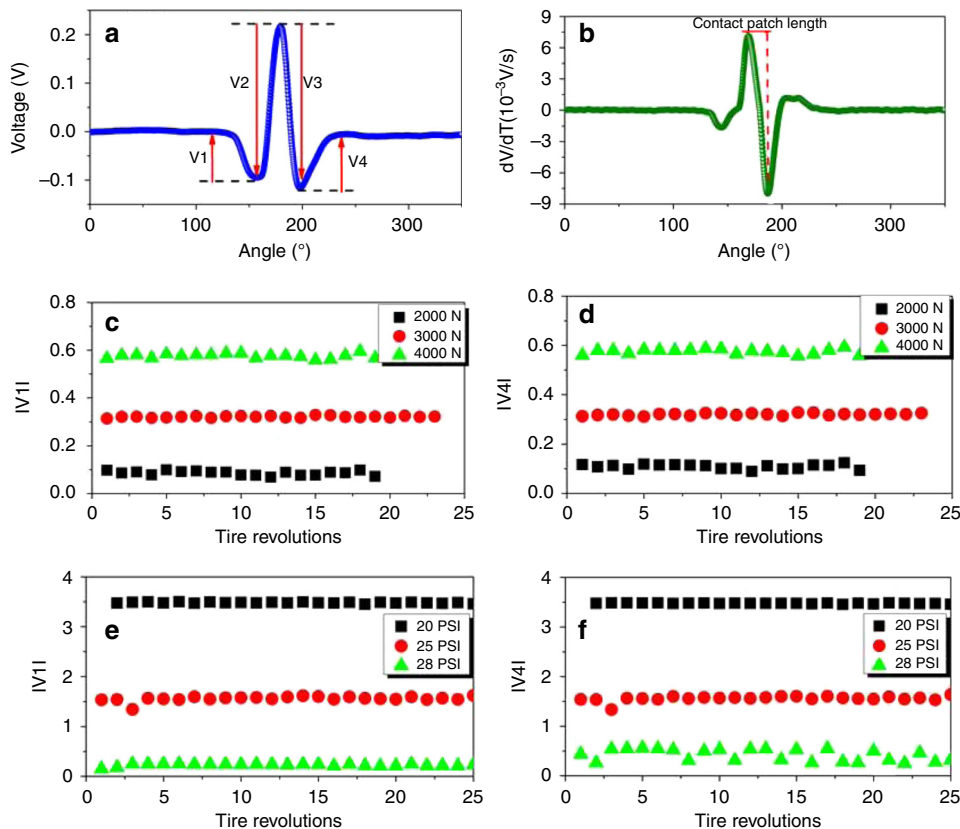 a
V2
V3
V1
V4
Voltage (V)
0.2
0.1
0.0
−0.1
0
100
200
300
Angle (°)
b
Contact patch length
dV/dT(10⁻³V/s)
9
6
3
0
−3
−6
−9
0
100
200
300
Angle (°)
c
2000 N
3000 N
4000 N
IV1I
0.8
0.6
0.4
0.2
0.0
0
5
10
15
20
25
Tire revolutions
d
2000 N
3000 N
4000 N
IV4I
0.8
0.6
0.4
0.2
0.0
0
5
10
15
20
25
Tire revolutions
e
20 PSI
25 PSI
28 PSI
IV1I
4
3
2
1
0
0
5
10
15
20
25
Tire revolutions
f
20 PSI
25 PSI
28 PSI
IV4I
4
3
2
1
0
0
5
10
15
20
25
Tire revolutions